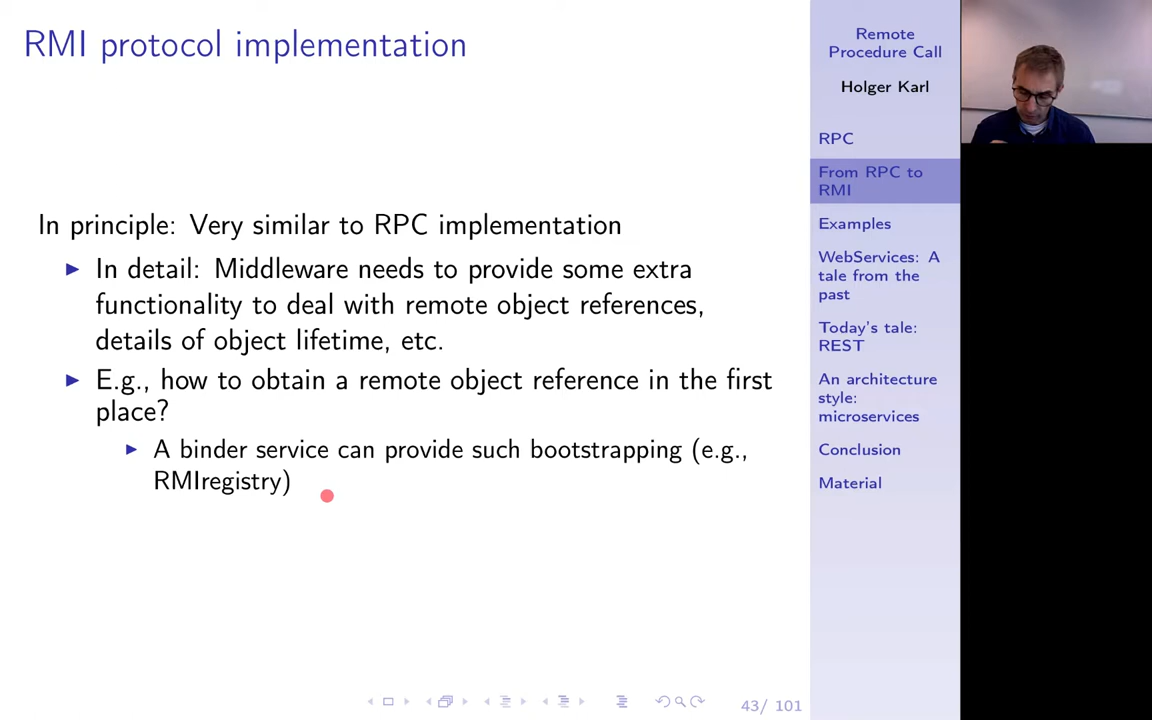 RMI protocol implementation
In principle: Very similar to RPC implementation
In detail: Middleware needs to provide some extra
functionality to deal with remote object references,
details of object lifetime, etc.
E.g., how to obtain a remote object reference in the first
place?
A binder service can provide such bootstrapping (e.g.,
RMIregistry)
43/ 101
Remote
Procedure Call
Holger Karl
RPC
From RPC to
RMI
Examples
WebServices: A
tale from the
past
Today's tale:
REST
An architecture
style:
microservices
Conclusion
Material